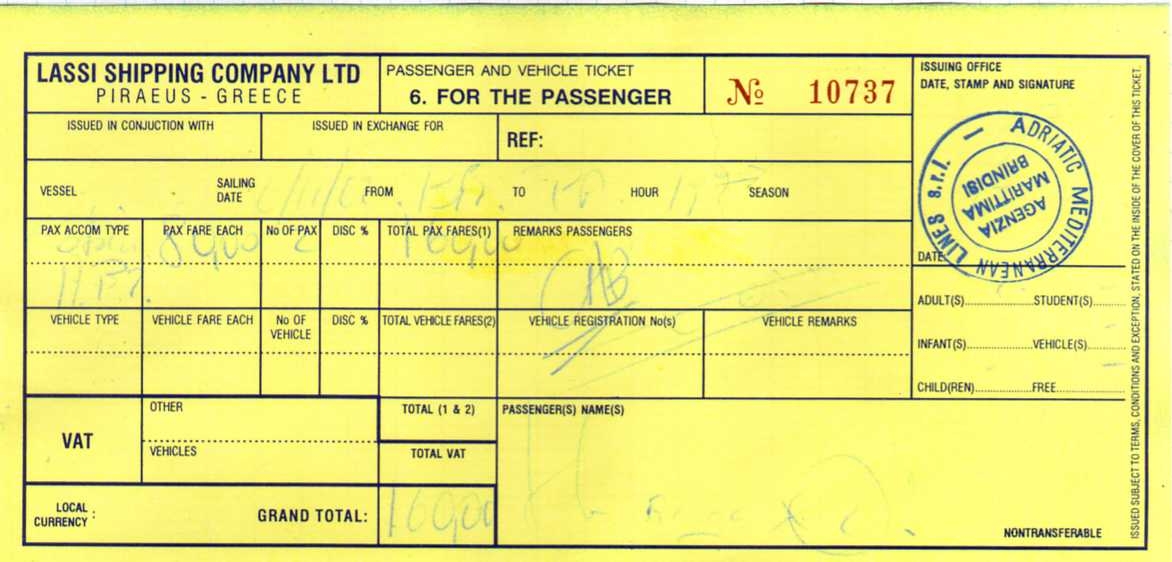 LASSI SHIPPING COMPANY LTD
PIRAEUS - GREECE
PASSENGER AND VEHICLE TICKET
6. FOR THE PASSENGER
№ 10737
ISSUING OFFICE
DATE, STAMP AND SIGNATURE
ISSUED IN CONJUCTION WITH
ISSUED IN EXCHANGE FOR
REF:
ADRIATIC MEDITERRANEAN LINES s.r.l.
AGENZIA
MARITTIMA
BRINDISI
VESSEL
SAILING DATE
FROM
TO
HOUR
SEASON
PAX ACCOM TYPE
PAX FARE EACH
No OF PAX
DISC %
TOTAL PAX FARES(1)
REMARKS PASSENGERS
DATE
VEHICLE TYPE
VEHICLE FARE EACH
No OF VEHICLE
DISC %
TOTAL VEHICLE FARES(2)
VEHICLE REGISTRATION No(s)
VEHICLE REMARKS
ADULT(S)
STUDENT(S)
INFANT(S)
VEHICLE(S)
CHILD(REN)
FREE
VAT
OTHER
VEHICLES
TOTAL (1 & 2)
TOTAL VAT
PASSENGER(S) NAME(S)
LOCAL CURRENCY :
GRAND TOTAL:
NONTRANSFERABLE
ISSUED SUBJECT TO TERMS, CONDITIONS AND EXCEPTION, STATED ON THE INSIDE OF THE COVER OF THIS TICKET.